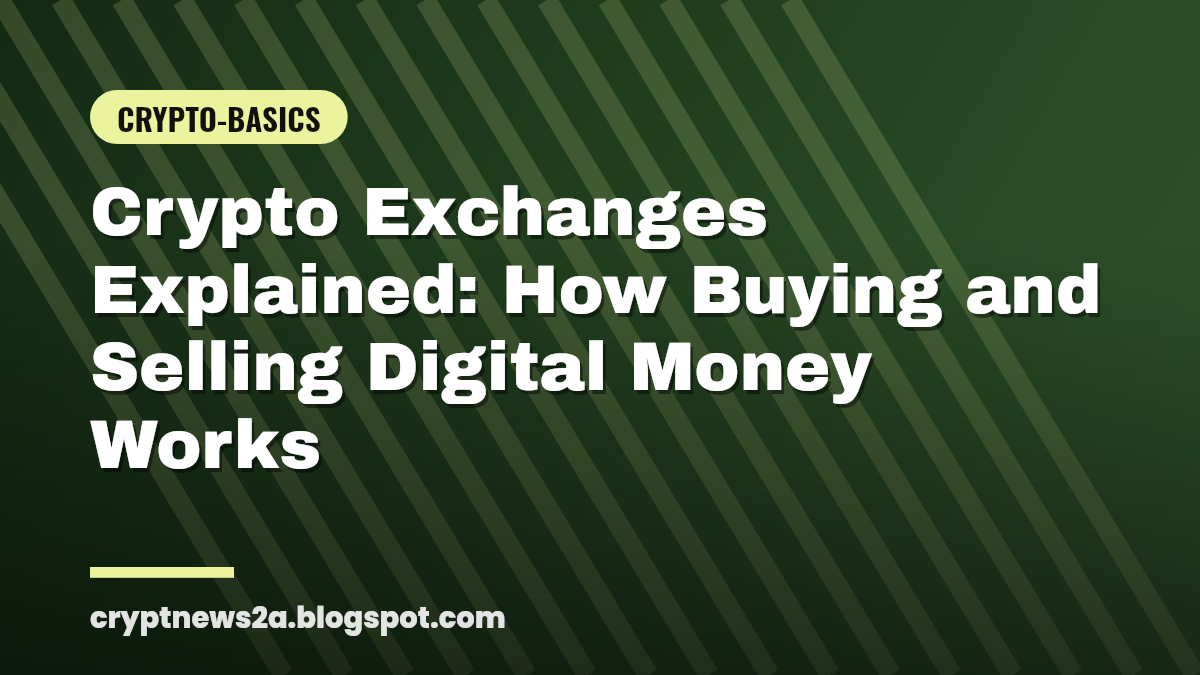 CRYPTO-BASICS
Crypto Exchanges
Explained: How Buying and
Selling Digital Money
Works
cryptnews2a.blogspot.com